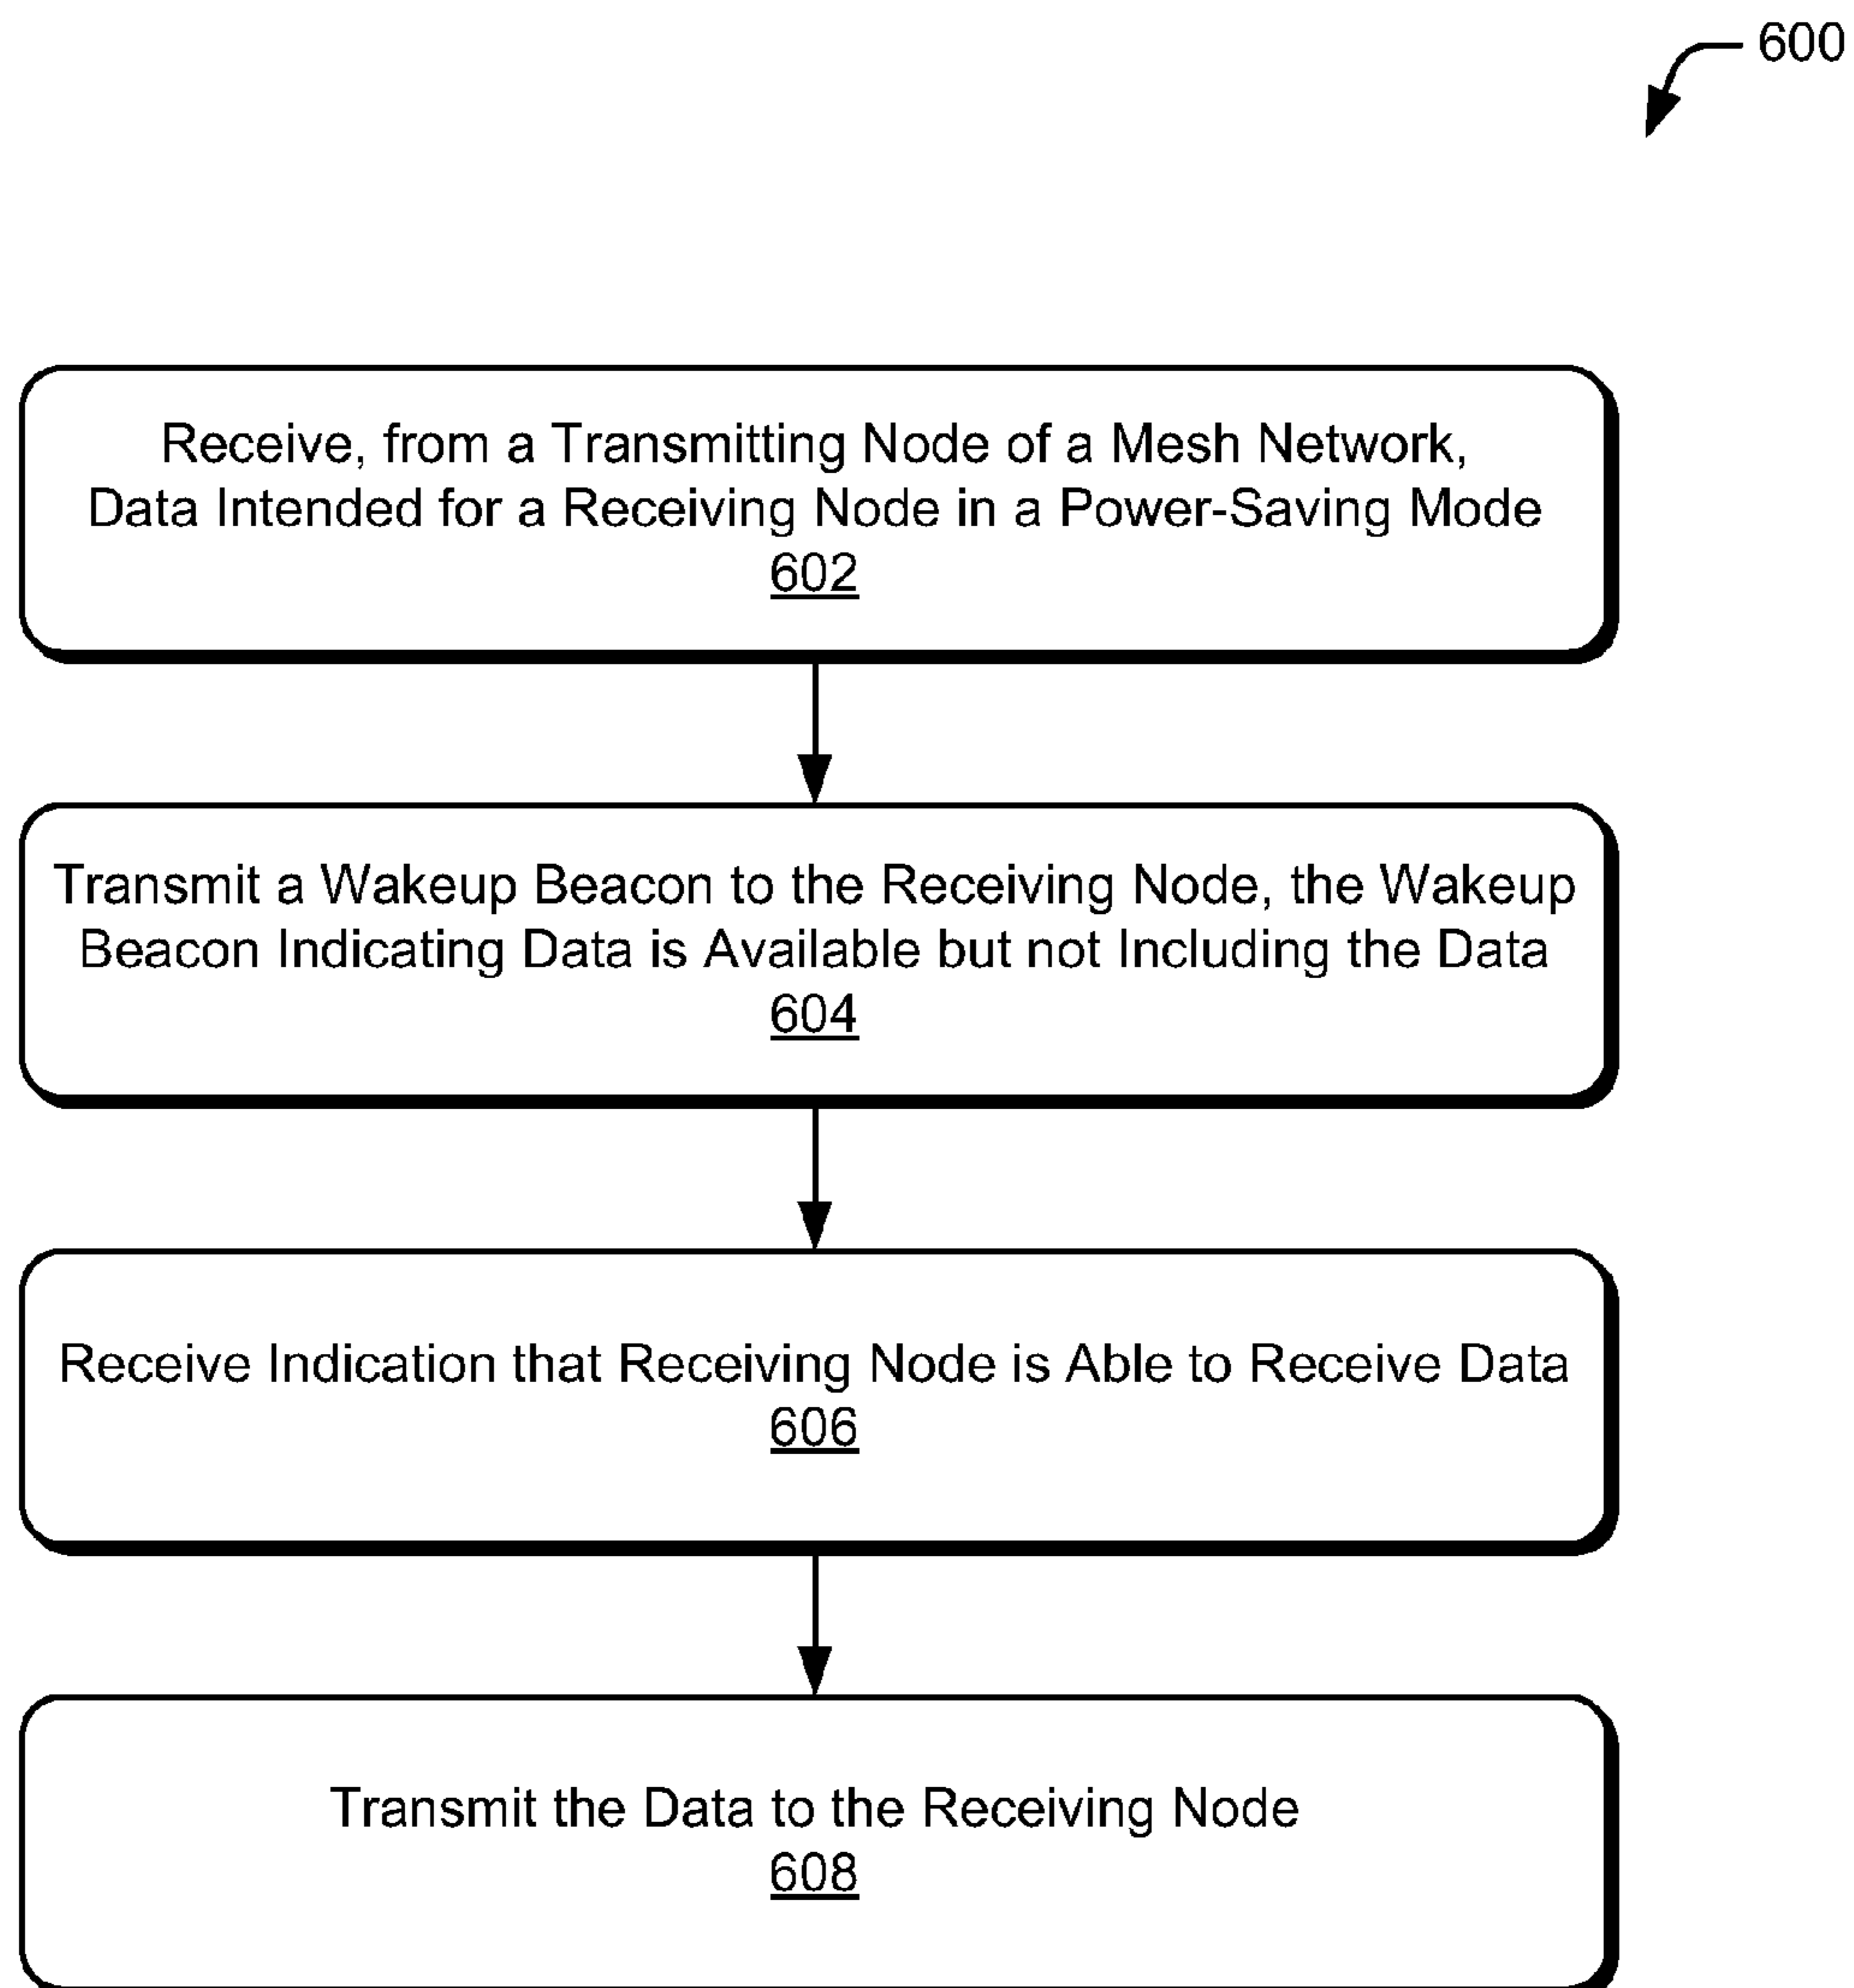 600
Receive, from a Transmitting Node of a Mesh Network,
Data Intended for a Receiving Node in a Power-Saving Mode
602
Transmit a Wakeup Beacon to the Receiving Node, the Wakeup
Beacon Indicating Data is Available but not Including the Data
604
Receive Indication that Receiving Node is Able to Receive Data
606
Transmit the Data to the Receiving Node
608